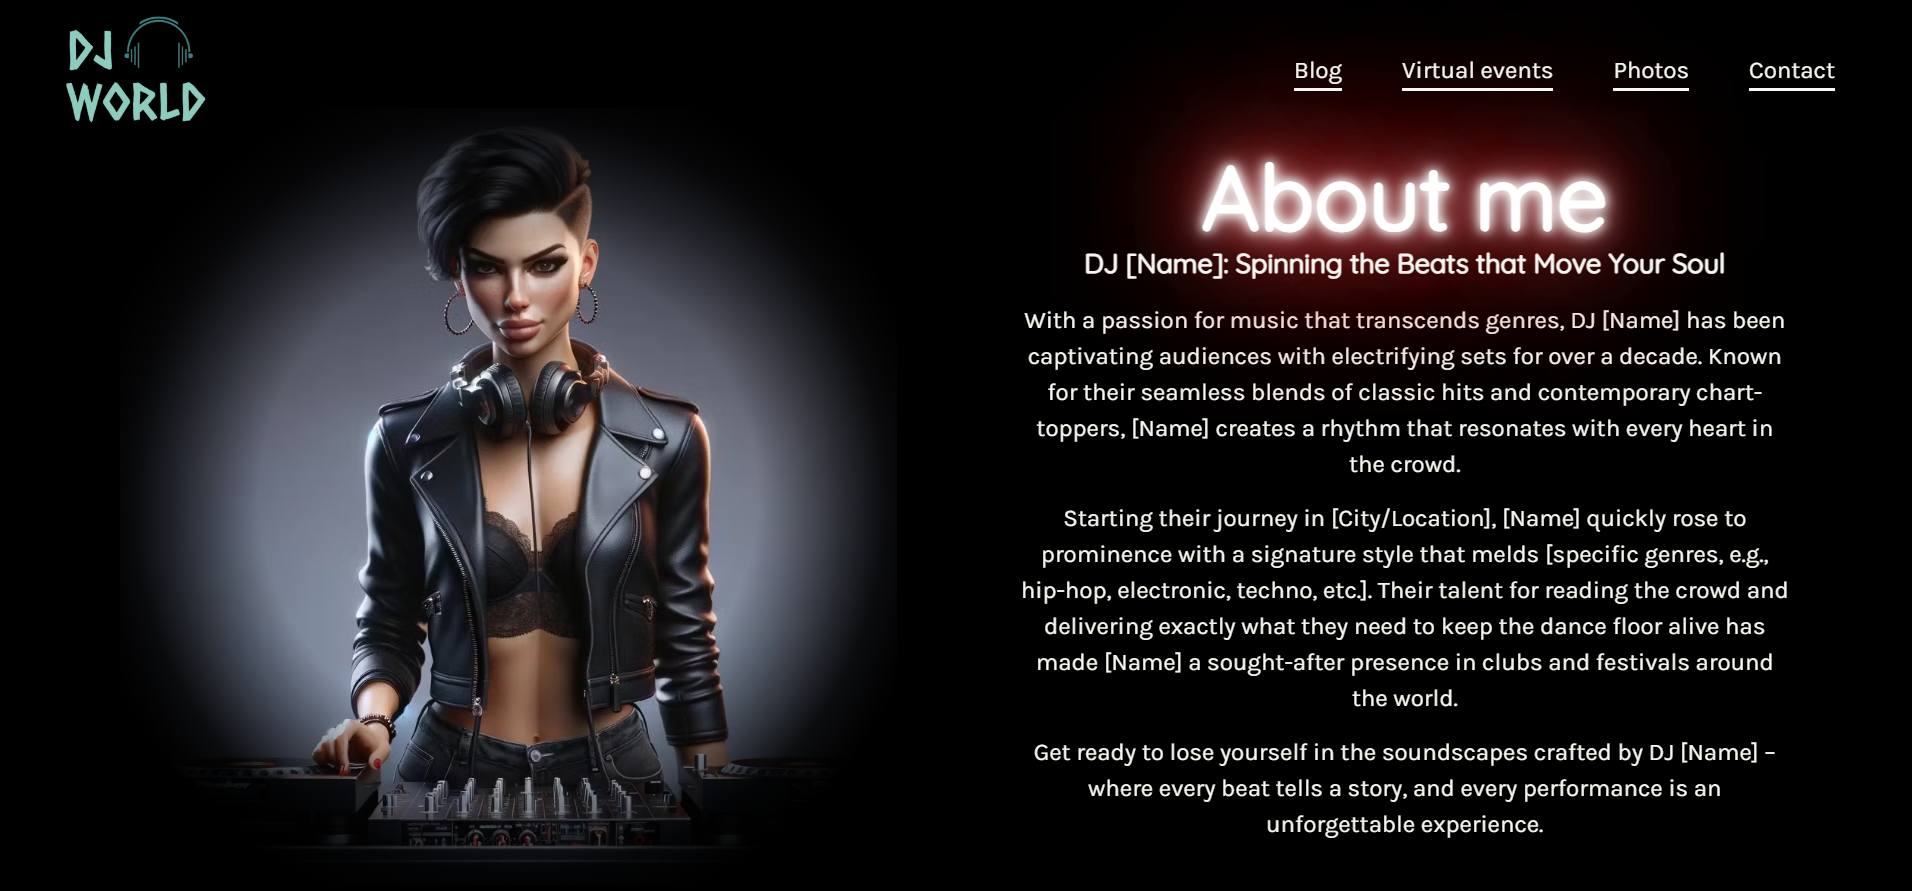 DJ
WORLD
Blog Virtual events Photos Contact
About me
DJ [Name]: Spinning the Beats that Move Your Soul
With a passion for music that transcends genres, DJ [Name] has been
captivating audiences with electrifying sets for over a decade. Known
for their seamless blends of classic hits and contemporary chart-
toppers, [Name] creates a rhythm that resonates with every heart in
the crowd.
Starting their journey in [City/Location], [Name] quickly rose to
prominence with a signature style that melds [specific genres, e.g.,
hip-hop, electronic, techno, etc.]. Their talent for reading the crowd and
delivering exactly what they need to keep the dance floor alive has
made [Name] a sought-after presence in clubs and festivals around
the world.
Get ready to lose yourself in the soundscapes crafted by DJ [Name] –
where every beat tells a story, and every performance is an
unforgettable experience.